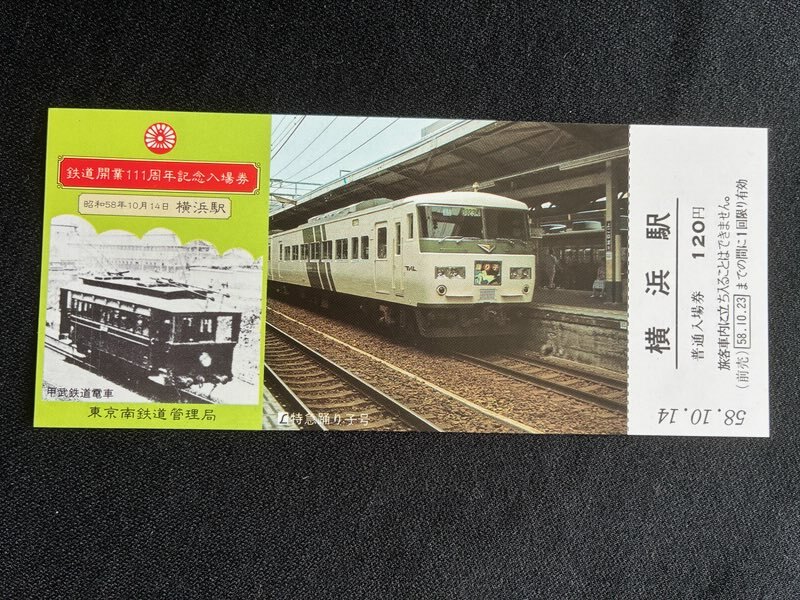 鉄道開業111周年記念入場券
昭和58年10月14日 横浜駅
甲武鉄道電車
東京南鉄道管理局
L特急踊り子号
踊り子
横浜駅
普通入場券 120円
旅客車内に立ち入ることはできません。
(前売) 58.10.23 までの間に1回限り有効
58.10.14